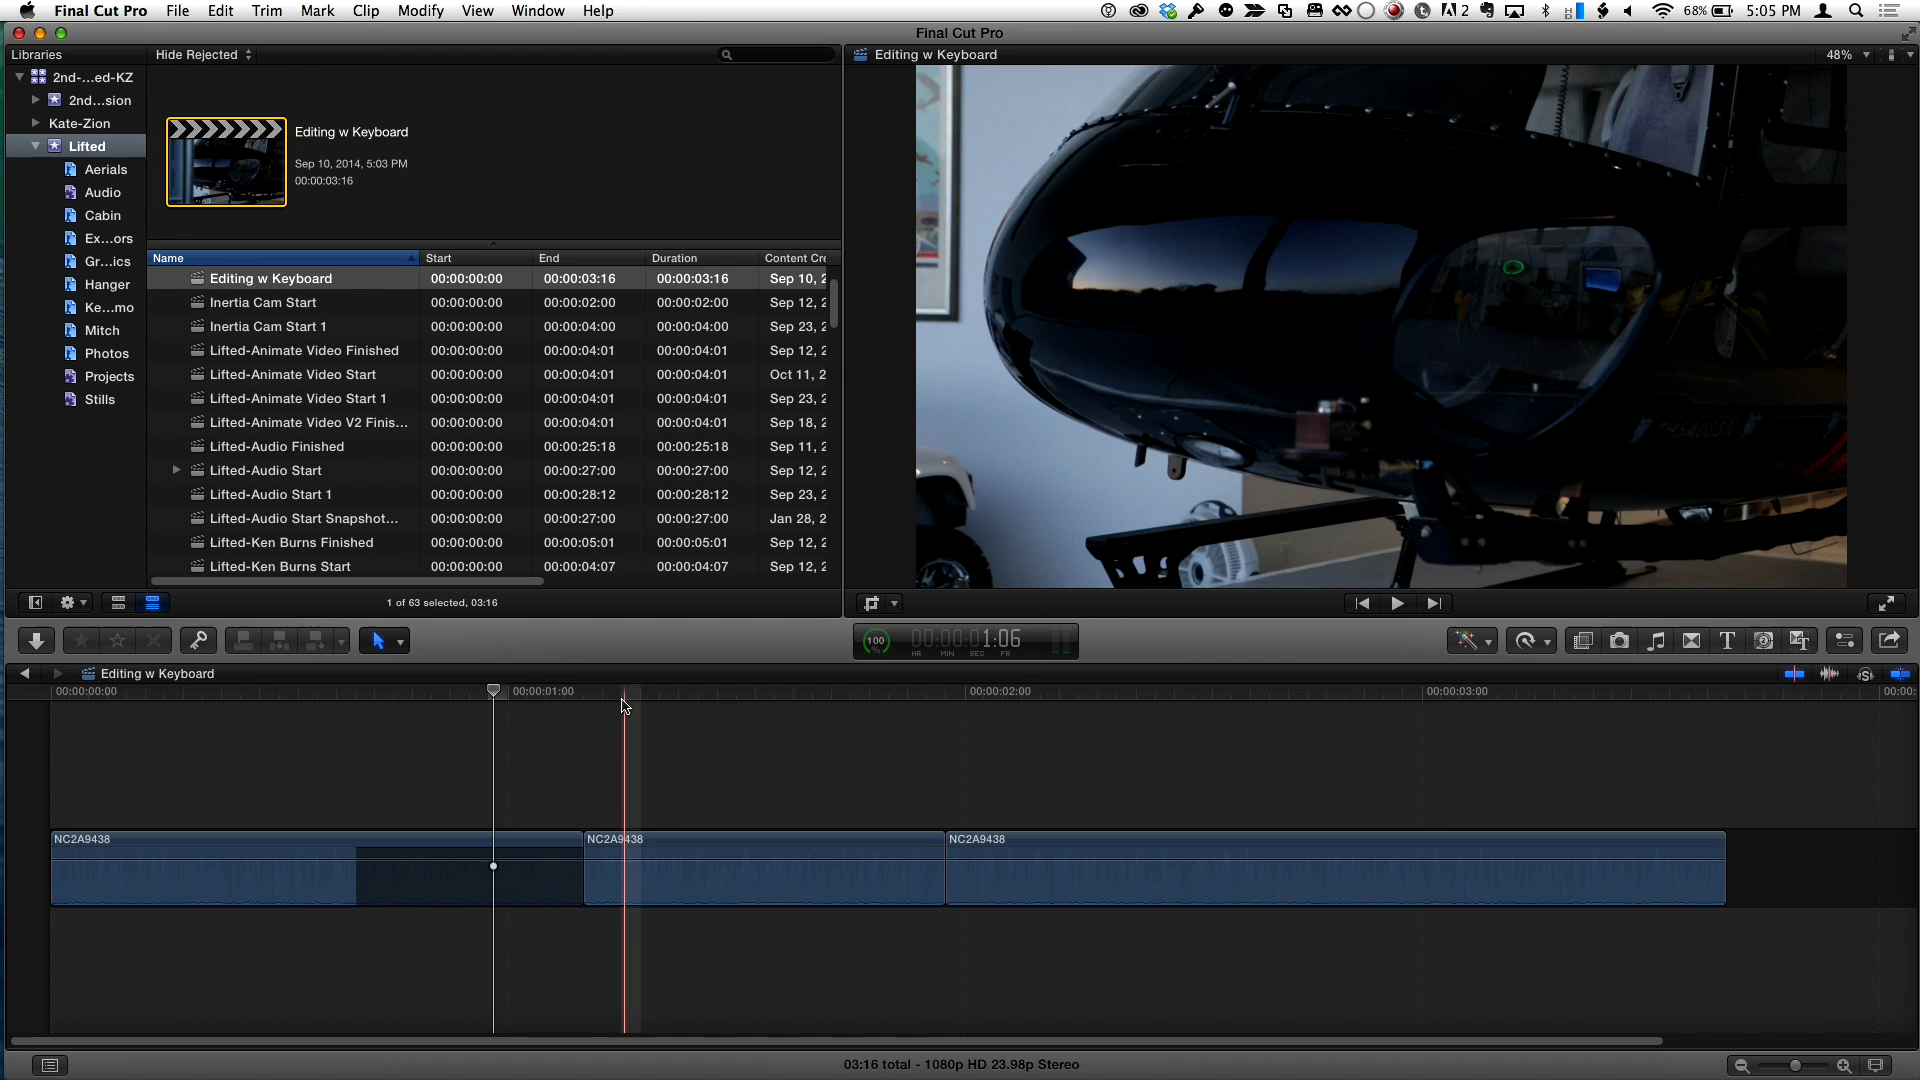 Final Cut Pro File Edit Trim Mark Clip Modify View Window Help 2 68% 5:05 PM
Final Cut Pro
Libraries Hide Rejected Editing w Keyboard 48%
2nd-...ed-KZ
2nd...sion
Kate-Zion
Lifted
Aerials
Audio
Cabin
Ex...ors
Gr...ics
Hanger
Ke...mo
Mitch
Photos
Projects
Stills
Editing w Keyboard
Sep 10, 2014, 5:03 PM
00:00:03:16
Name Start End Duration Content Cre
Editing w Keyboard 00:00:00:00 00:00:03:16 00:00:03:16 Sep 10, 2
Inertia Cam Start 00:00:00:00 00:00:02:00 00:00:02:00 Sep 12, 2
Inertia Cam Start 1 00:00:00:00 00:00:04:00 00:00:04:00 Sep 23, 2
Lifted-Animate Video Finished 00:00:00:00 00:00:04:01 00:00:04:01 Sep 12, 2
Lifted-Animate Video Start 00:00:00:00 00:00:04:01 00:00:04:01 Oct 11, 2
Lifted-Animate Video Start 1 00:00:00:00 00:00:04:01 00:00:04:01 Sep 23, 2
Lifted-Animate Video V2 Finis... 00:00:00:00 00:00:04:01 00:00:04:01 Sep 18, 2
Lifted-Audio Finished 00:00:00:00 00:00:25:18 00:00:25:18 Sep 11, 2
Lifted-Audio Start 00:00:00:00 00:00:27:00 00:00:27:00 Sep 12, 2
Lifted-Audio Start 1 00:00:00:00 00:00:28:12 00:00:28:12 Sep 23, 2
Lifted-Audio Start Snapshot... 00:00:00:00 00:00:27:00 00:00:27:00 Jan 28, 2
Lifted-Ken Burns Finished 00:00:00:00 00:00:05:01 00:00:05:01 Sep 12, 2
Lifted-Ken Burns Start 00:00:00:00 00:00:04:07 00:00:04:07 Sep 12, 2
1 of 63 selected, 03:16
100 % 00:00:01:06
HR MIN SEC FR
Editing w Keyboard
00:00:00:00 00:00:01:00 00:00:02:00 00:00:03:00 00:00:
NC2A9438 NC2A9438 NC2A9438
03:16 total - 1080p HD 23.98p Stereo